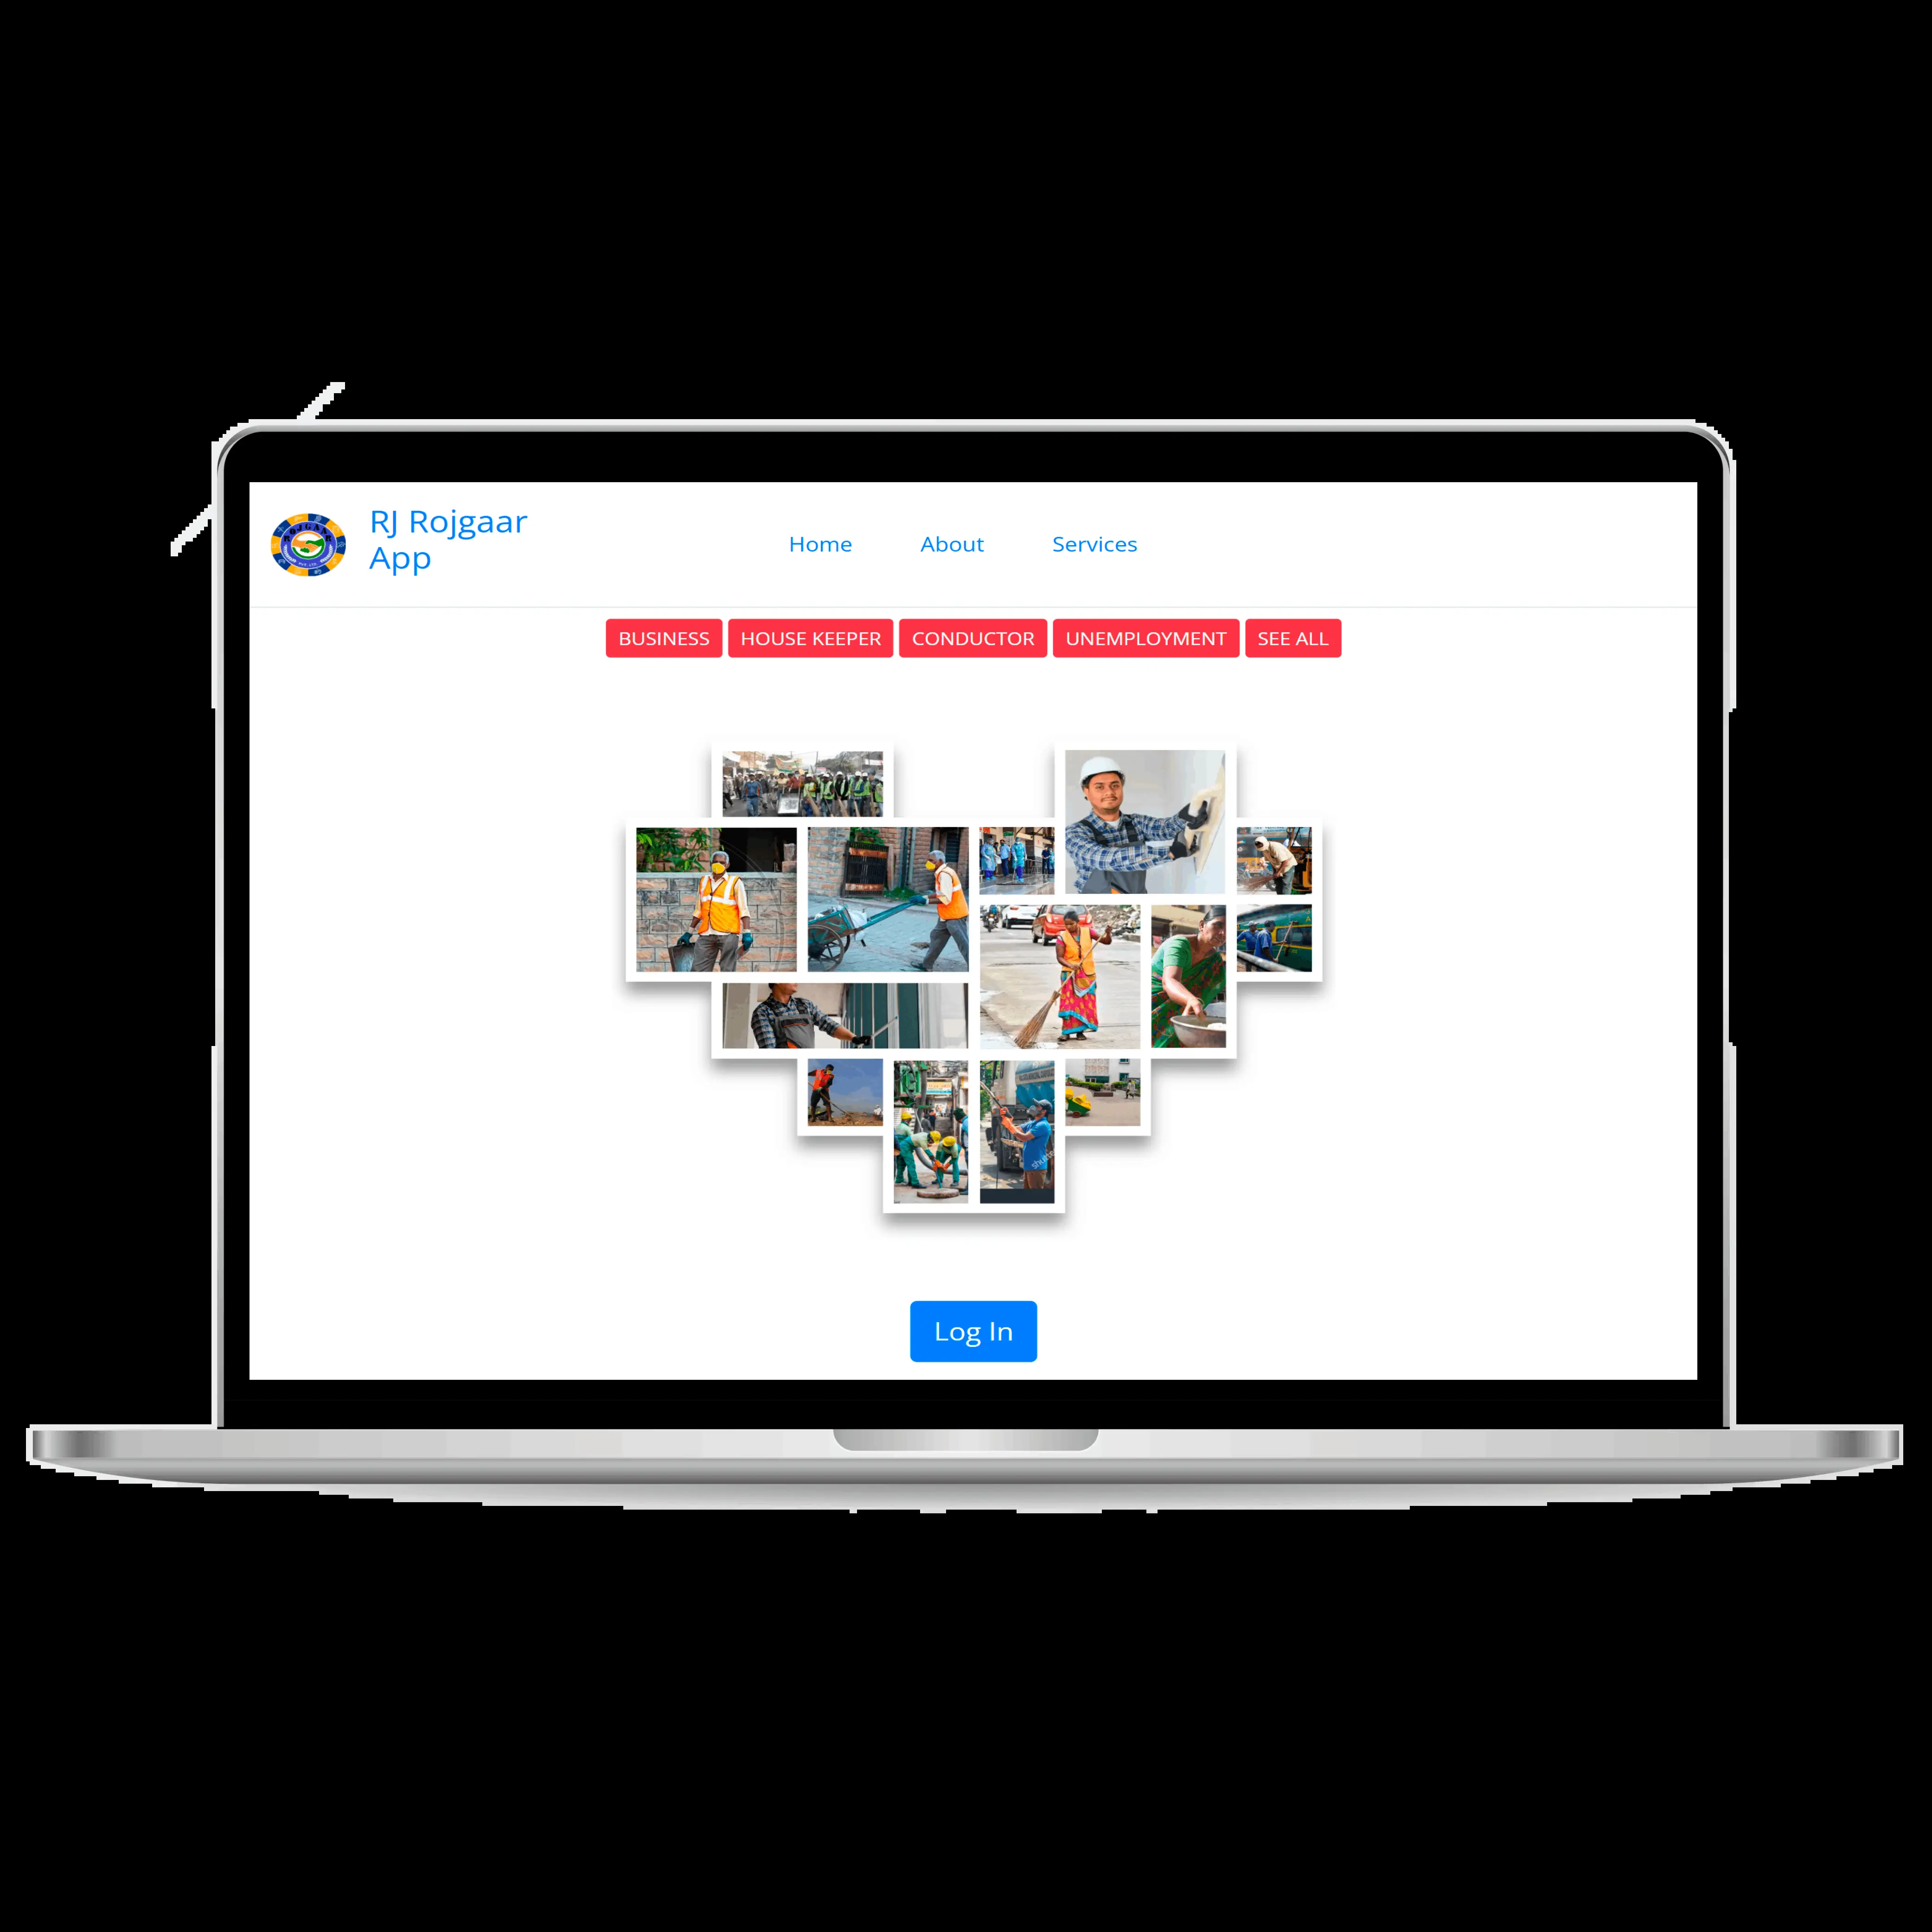 RJ Rojgaar
App
Home About Services
BUSINESS HOUSE KEEPER CONDUCTOR UNEMPLOYMENT SEE ALL
Log In